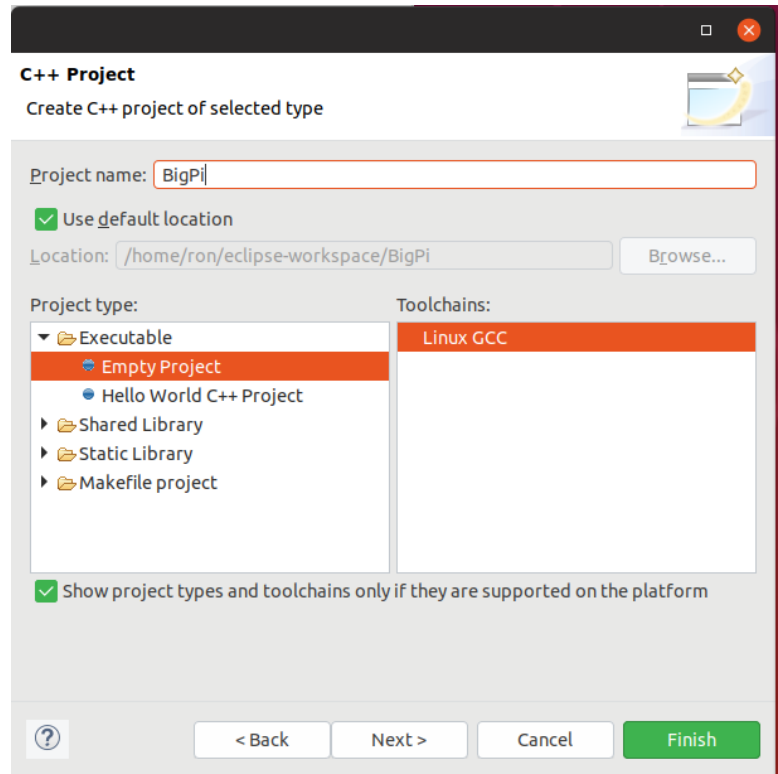 C++ Project
Create C++ project of selected type
Project name: BigPi
Use default location
Location: /home/ron/eclipse-workspace/BigPi Browse...
Project type: Toolchains:
Executable Linux GCC
Empty Project
Hello World C++ Project
Shared Library
Static Library
Makefile project
Show project types and toolchains only if they are supported on the platform
? < Back Next > Cancel Finish